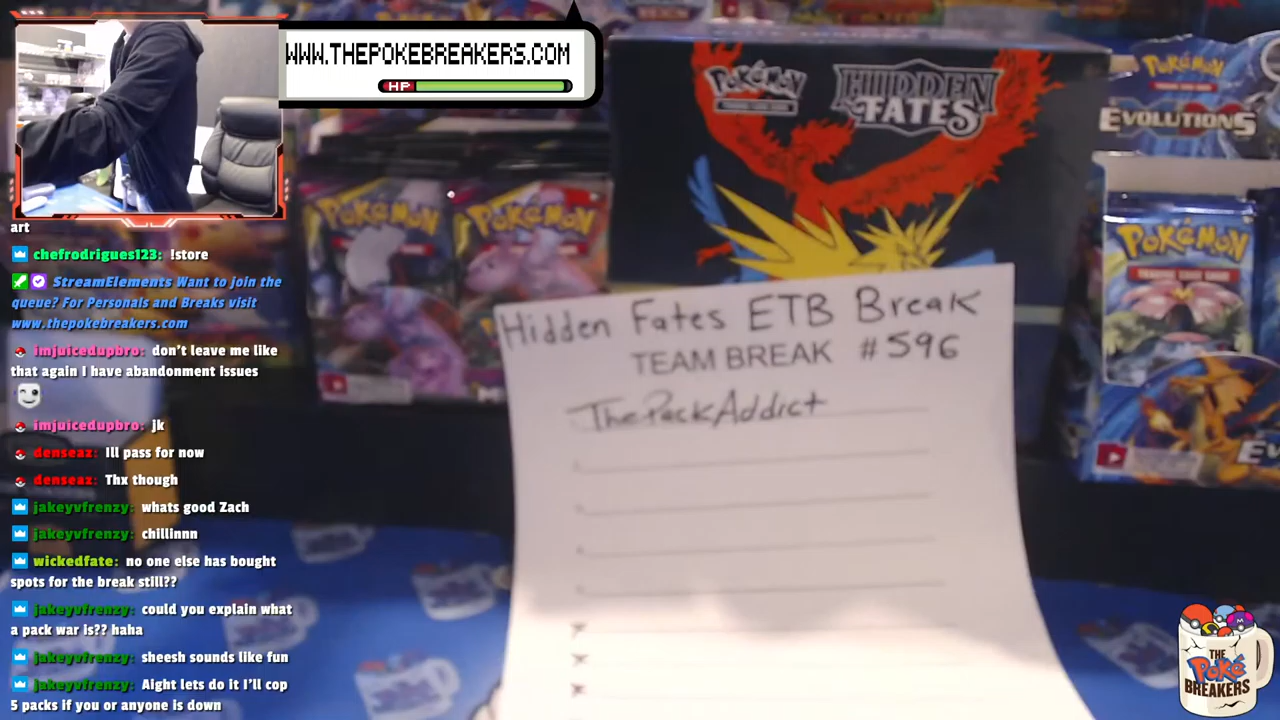 WWW.THEPOKEBREAKERS.COM
HP
art
chefrodrigues123: !store
StreamElements Want to join the
queue? For Personals and Breaks visit
www.thepokebreakers.com
imjuicedupbro: don't leave me like
that again I have abandonment issues
imjuicedupbro: jk
denseaz: Ill pass for now
denseaz: Thx though
jakeyvfrenzy: whats good Zach
jakeyvfrenzy: chillinnn
wickedfate: no one else has bought
spots for the break still??
jakeyvfrenzy: could you explain what
a pack war is?? haha
jakeyvfrenzy: sheesh sounds like fun
jakeyvfrenzy: Aight lets do it I'll cop
5 packs if you or anyone is down
POKéMON
HIDDEN
FATES
POKéMON
EVOLUTIONS
POKéMON
POKéMON
POKéMON
Hidden Fates ETB Break
TEAM BREAK #596
ThePackAddict
THE
POKé
BREAKERS